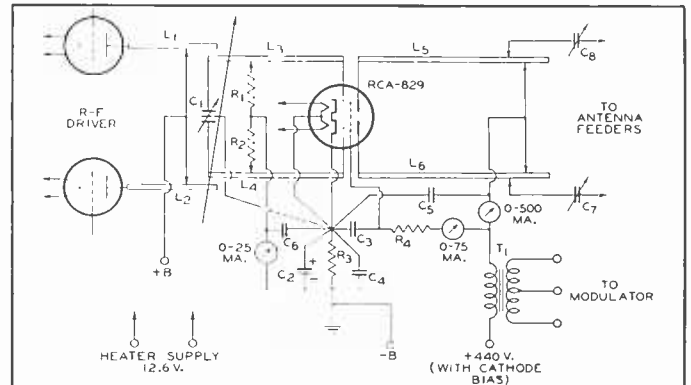 L1
L3
L5
C8
RCA-829
R-F
DRIVER
C1
R1
R2
TO
ANTENNA
FEEDERS
L2
L4
L6
C7
C5
0-500
MA.
+B
0-25
MA.
C6
C3
R4
0-75
MA.
C2
+
-
R3
C4
T1
TO
MODULATOR
-B
HEATER SUPPLY
12.6 V.
+440 V.
(WITH CATHODE
BIAS)